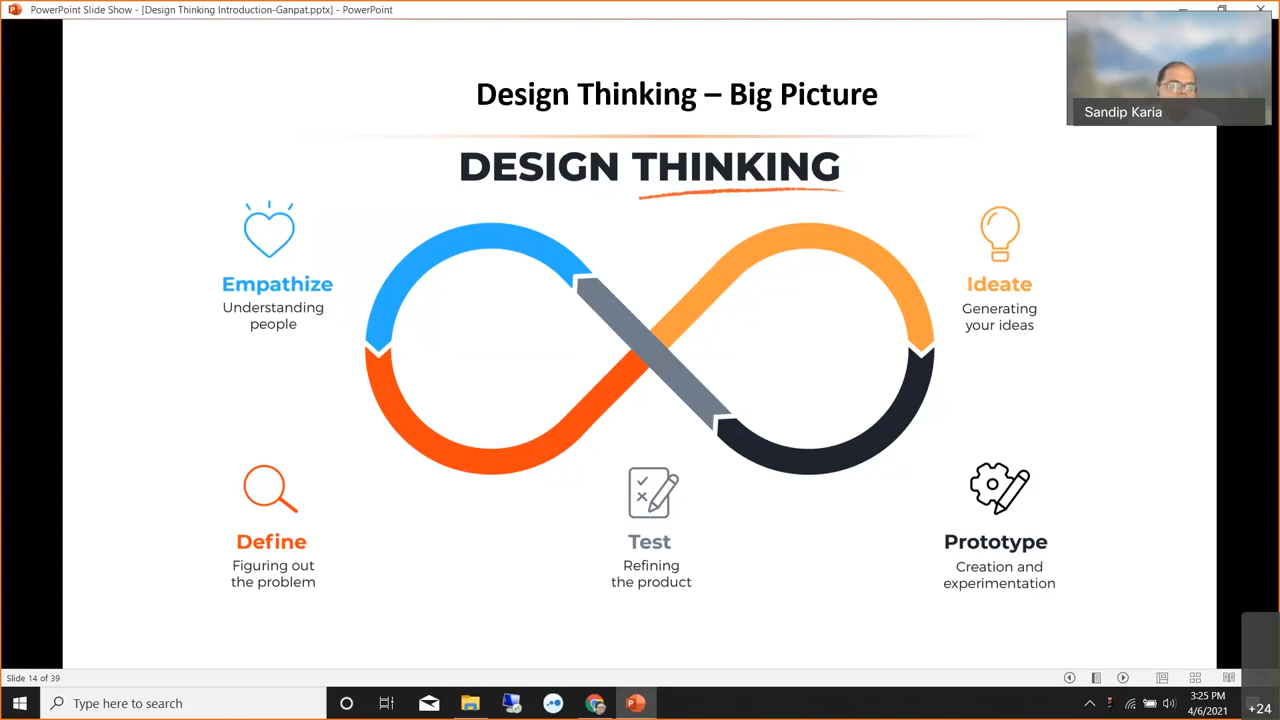 PowerPoint Slide Show - [Design Thinking Introduction-Ganpat.pptx] - PowerPoint
Sandip Karia
Design Thinking – Big Picture
DESIGN THINKING
Empathize
Understanding
people
Ideate
Generating
your ideas
Define
Figuring out
the problem
Test
Refining
the product
Prototype
Creation and
experimentation
Slide 14 of 39
Type here to search
3:25 PM
4/6/2021
+24